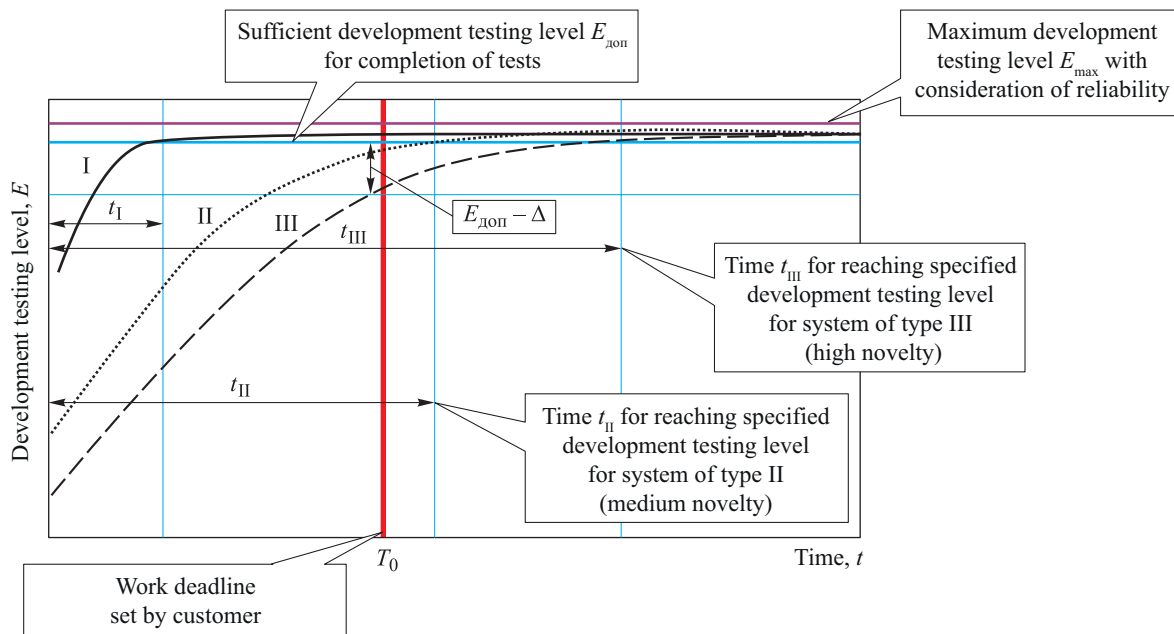 Sufficient development testing level E_доп
for completion of tests
Maximum development
testing level E_max with
consideration of reliability
I
t_I
II
III
t_III
E_доп – Δ
Time t_III for reaching specified
development testing level
for system of type III
(high novelty)
t_II
Time t_II for reaching specified
development testing level
for system of type II
(medium novelty)
Development testing level, E
T_0
Time, t
Work deadline
set by customer